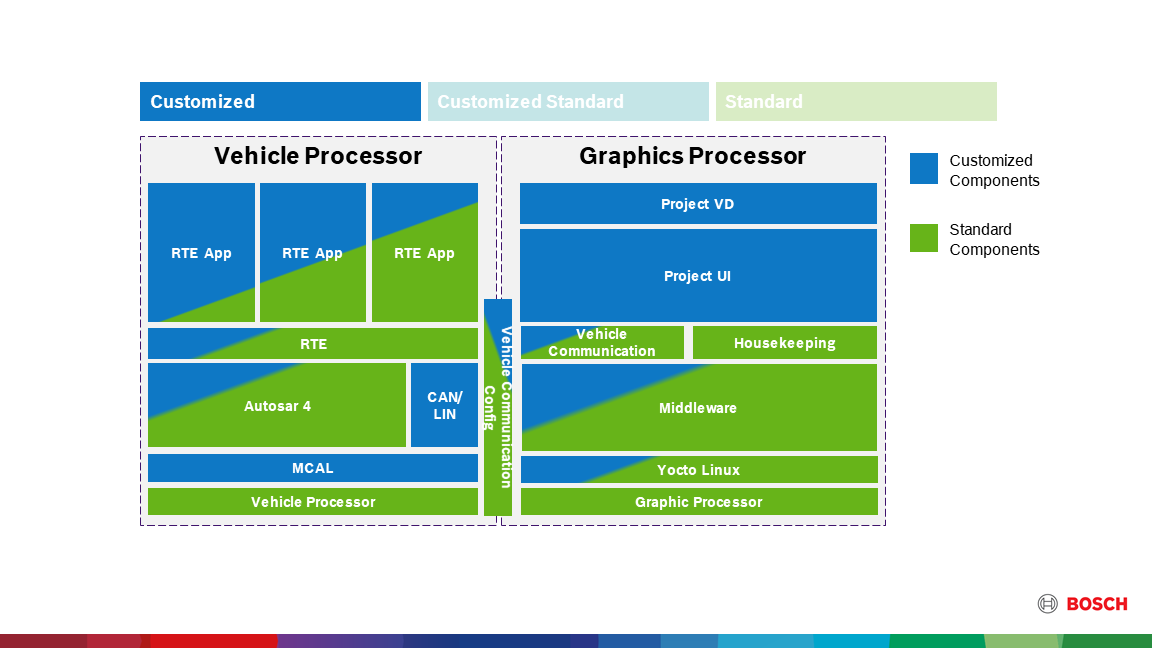 Customized
Customized Standard
Standard
Vehicle Processor
Graphics Processor
Customized
Components
Standard
Components
RTE App
RTE App
RTE App
RTE
Autosar 4
CAN/
LIN
MCAL
Vehicle Processor
Vehicle Communication
Config
Project VD
Project UI
Vehicle
Communication
Housekeeping
Middleware
Yocto Linux
Graphic Processor
BOSCH